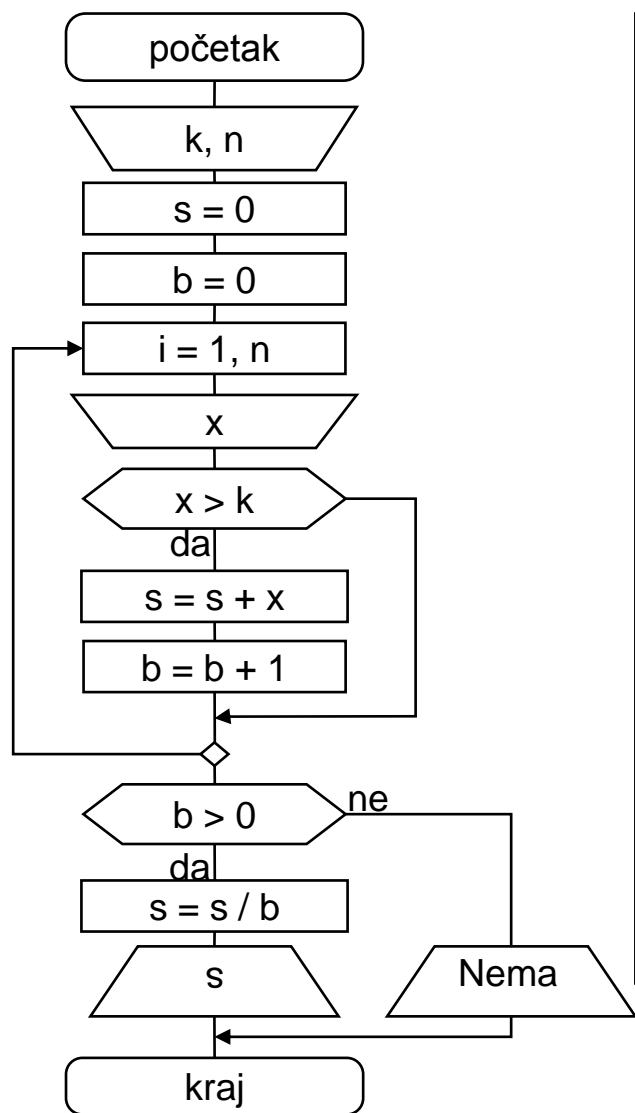 početak
k, n
s = 0
b = 0
i = 1, n
x
x > k
da
s = s + x
b = b + 1
b > 0
ne
da
s = s / b
s
Nema
kraj